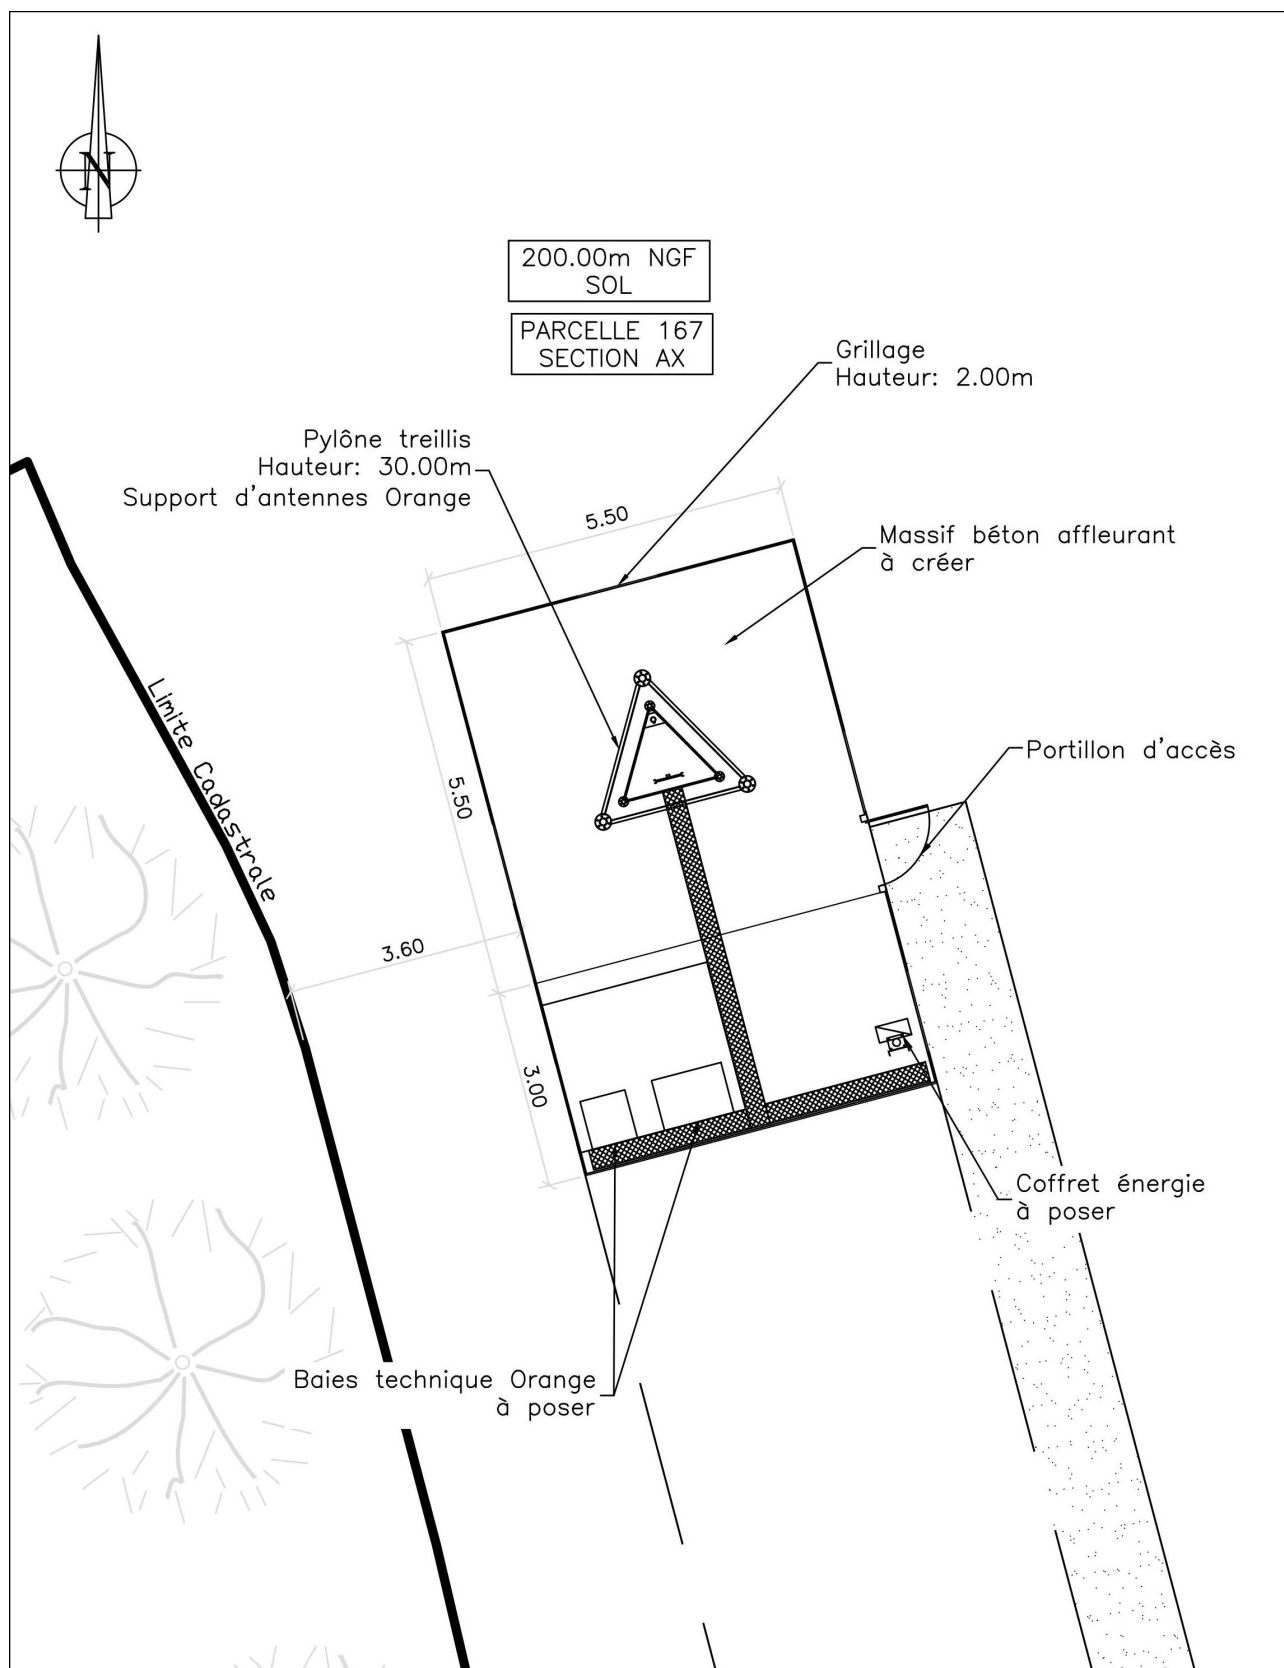 N
200.00m NGF
SOL
PARCELLE 167
SECTION AX
Grillage
Hauteur: 2.00m
Pylône treillis
Hauteur: 30.00m
Support d'antennes Orange
5.50
Massif béton affleurant
à créer
Limite Cadastrale
5.50
Portillon d'accès
3.60
3.00
Coffret énergie
à poser
Baies technique Orange
à poser